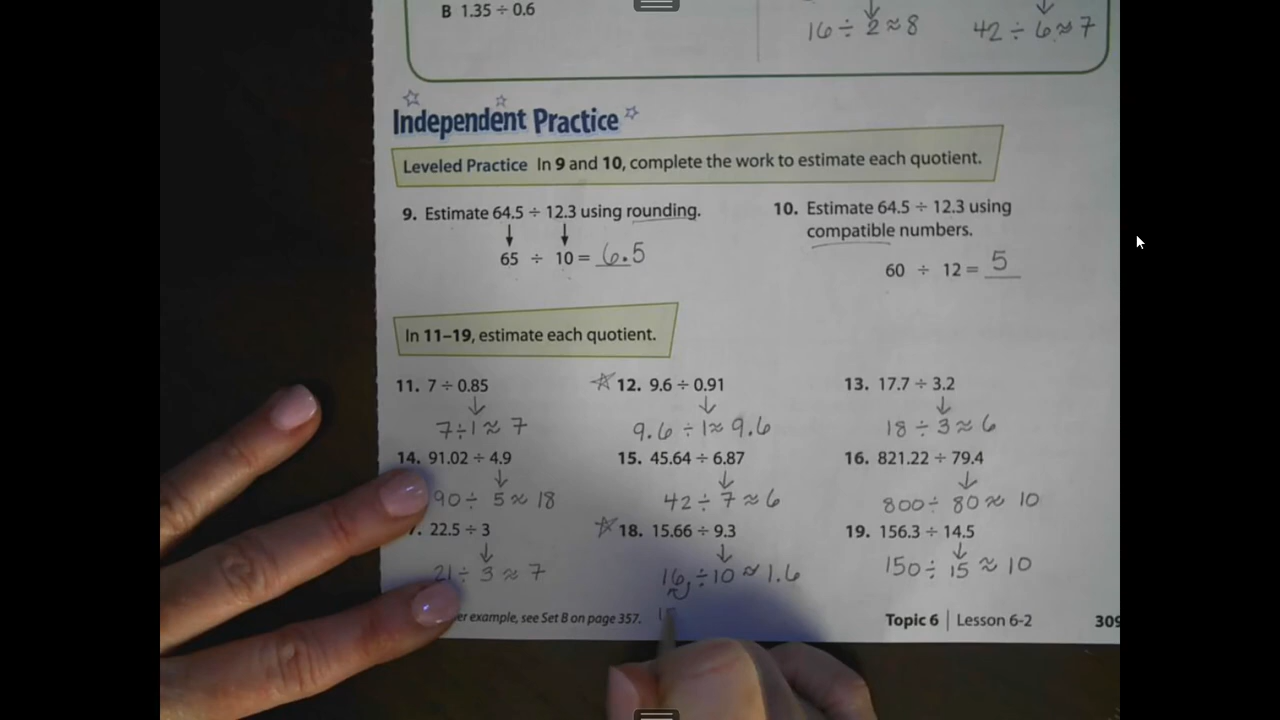 B 1.35 ÷ 0.6
16 ÷ 2 ≈ 8
42 ÷ 6 ≈ 7
Independent Practice
Leveled Practice In 9 and 10, complete the work to estimate each quotient.
9. Estimate 64.5 ÷ 12.3 using rounding.
65 ÷ 10 = 6.5
10. Estimate 64.5 ÷ 12.3 using
compatible numbers.
60 ÷ 12 = 5
In 11–19, estimate each quotient.
11. 7 ÷ 0.85
7 ÷ 1 ≈ 7
12. 9.6 ÷ 0.91
9.6 ÷ 1 ≈ 9.6
13. 17.7 ÷ 3.2
18 ÷ 3 ≈ 6
14. 91.02 ÷ 4.9
90 ÷ 5 ≈ 18
15. 45.64 ÷ 6.87
42 ÷ 7 ≈ 6
16. 821.22 ÷ 79.4
800 ÷ 80 ≈ 10
22.5 ÷ 3
21 ÷ 3 ≈ 7
18. 15.66 ÷ 9.3
16. ÷ 10 ≈ 1.6
19. 156.3 ÷ 14.5
150 ÷ 15 ≈ 10
example, see Set B on page 357.
Topic 6 | Lesson 6-2
309